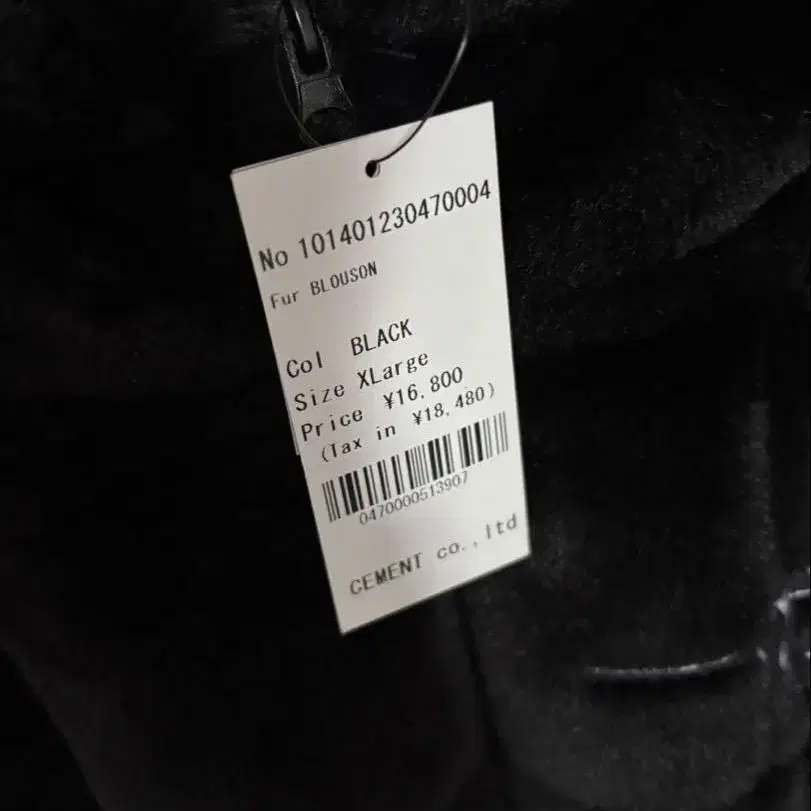 No 101401230470004
Fur BLOUSON
Col BLACK
Size XLarge
Price ¥16,800
(Tax in ¥18,480)
0470000513907
CEMENT co.,ltd